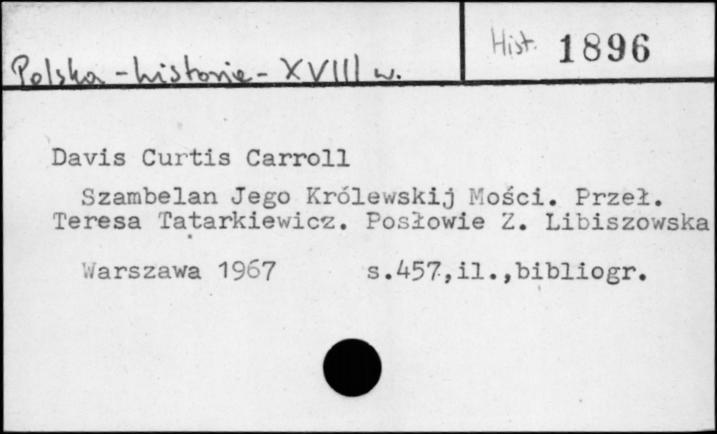 Polska - historia - XVIII w.
Hist. 1896
Davis Curtis Carroll
Szambelan Jego Królewskij Mości. Przeł.
Teresa Tatarkiewicz. Posłowie Z. Libiszowska
Warszawa 1967 s.457,il.,bibliogr.